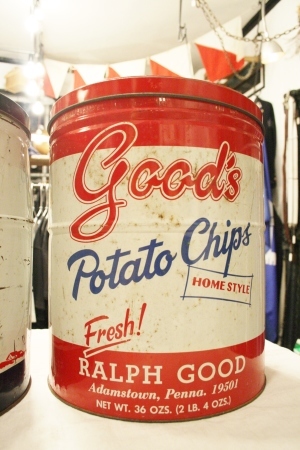 Good's
Potato Chips
HOME STYLE
Fresh!
RALPH GOOD
Adamstown, Penna. 19501
NET WT. 36 OZS. (2 LB. 4 OZS.)